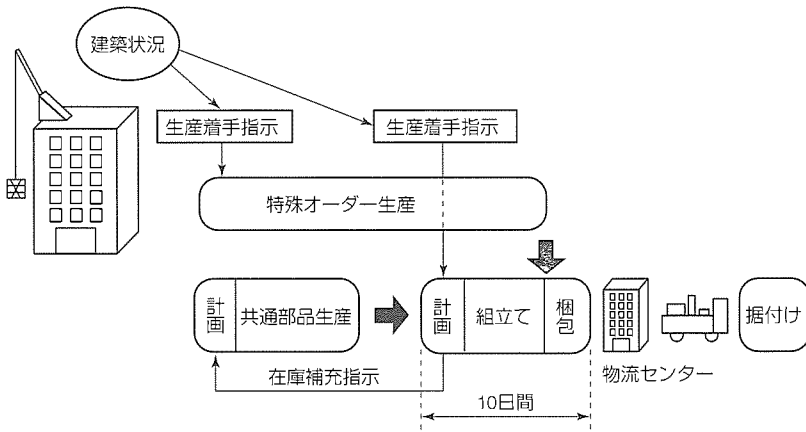 建築状況
生産着手指示
生産着手指示
特殊オーダー生産
計画
共通部品生産
計画
組立て
梱包
据付け
物流センター
在庫補充指示
10日間